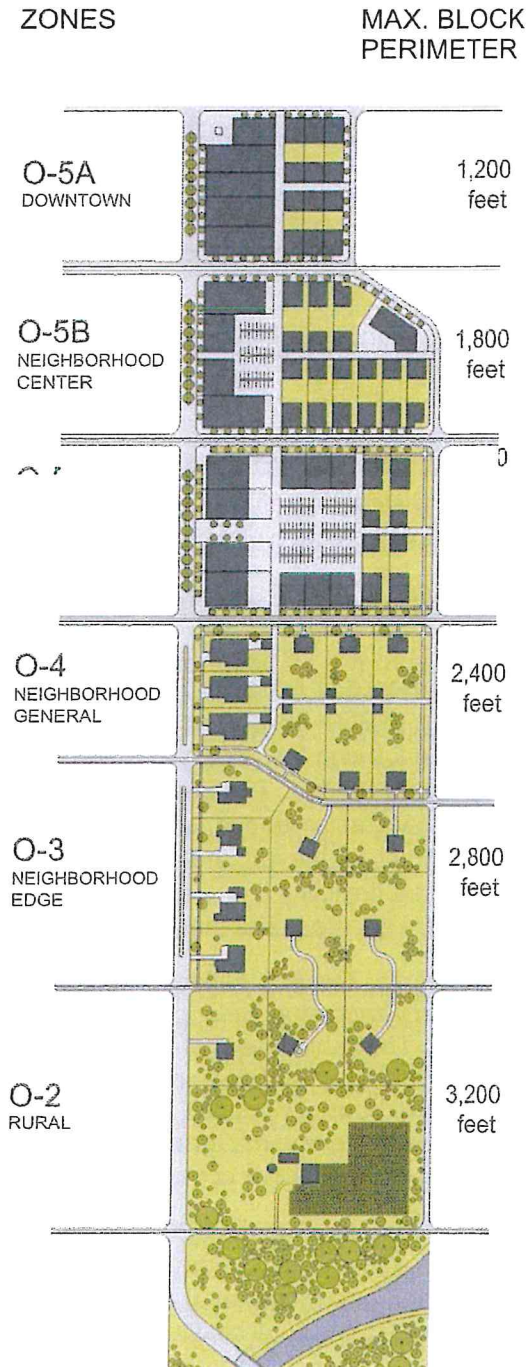 ZONES
MAX. BLOCK
PERIMETER
O-5A
DOWNTOWN
1,200
feet
O-5B
NEIGHBORHOOD
CENTER
1,800
feet
O-4
NEIGHBORHOOD
GENERAL
2,400
feet
O-3
NEIGHBORHOOD
EDGE
2,800
feet
O-2
RURAL
3,200
feet